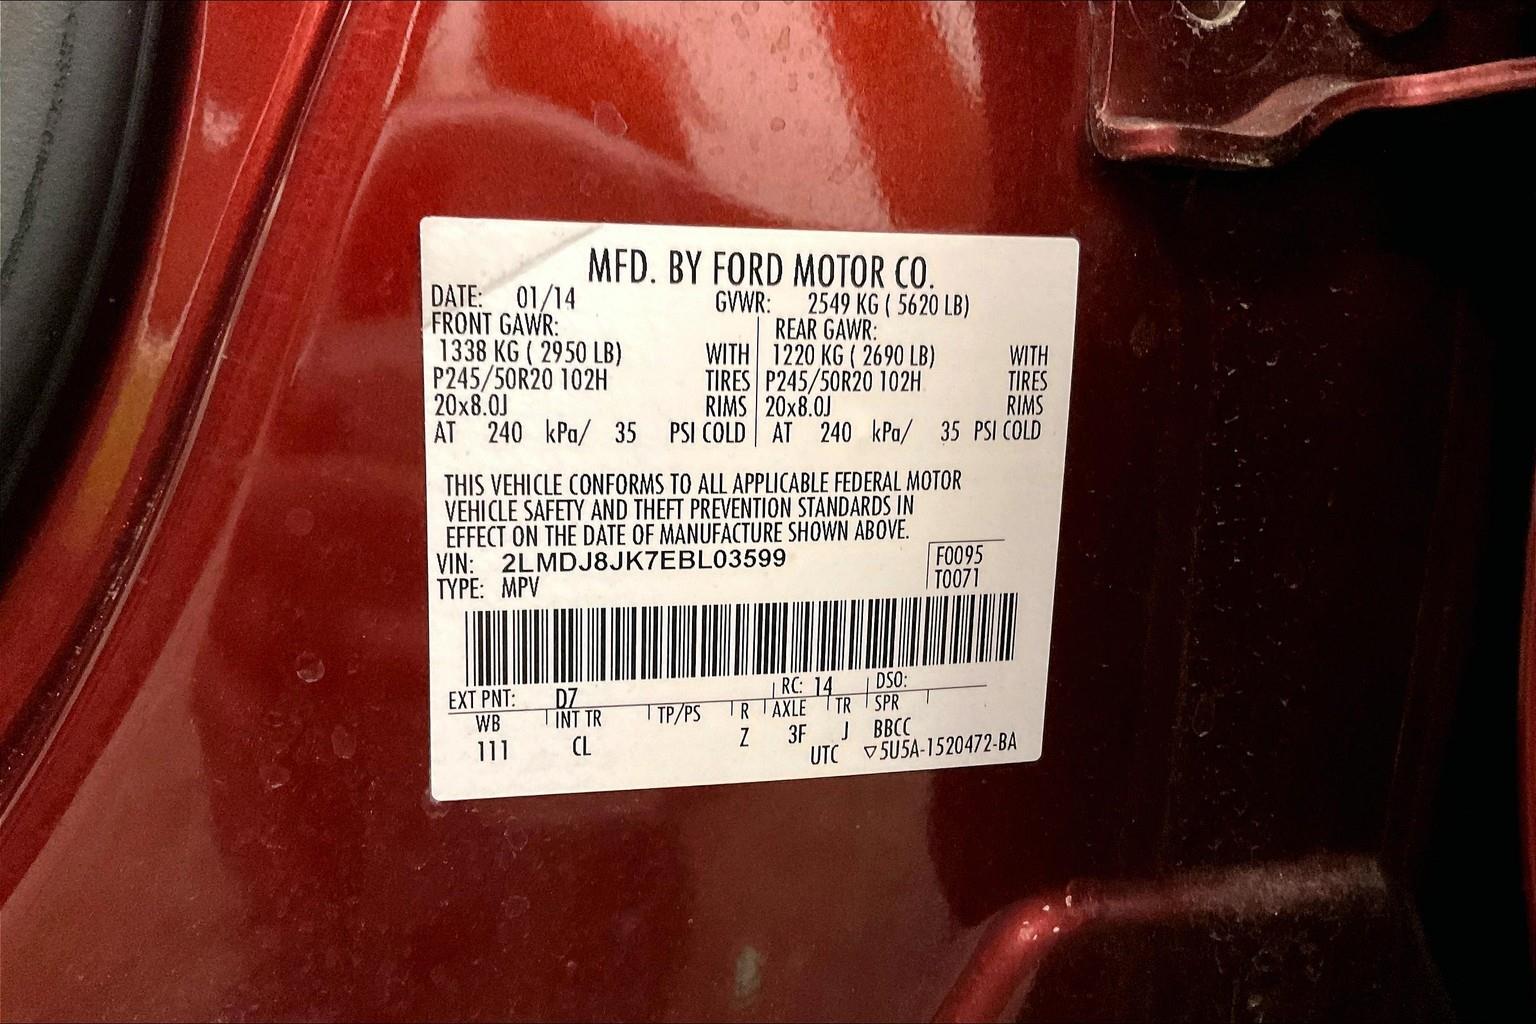 MFD. BY FORD MOTOR CO.
DATE: 01/14 GVWR: 2549 KG ( 5620 LB)
FRONT GAWR: REAR GAWR:
1338 KG ( 2950 LB) WITH 1220 KG ( 2690 LB) WITH
P245/50R20 102H TIRES P245/50R20 102H TIRES
20x8.0J RIMS 20x8.0J RIMS
AT 240 kPa/ 35 PSI COLD AT 240 kPa/ 35 PSI COLD
THIS VEHICLE CONFORMS TO ALL APPLICABLE FEDERAL MOTOR
VEHICLE SAFETY AND THEFT PREVENTION STANDARDS IN
EFFECT ON THE DATE OF MANUFACTURE SHOWN ABOVE.
VIN: 2LMDJ8JK7EBL03599 F0095
TYPE: MPV T0071
EXT PNT: D7 RC: 14 DSO:
WB INT TR TP/PS R AXLE TR SPR
111 CL Z 3F J BBCC
UTC ▽5U5A-1520472-BA